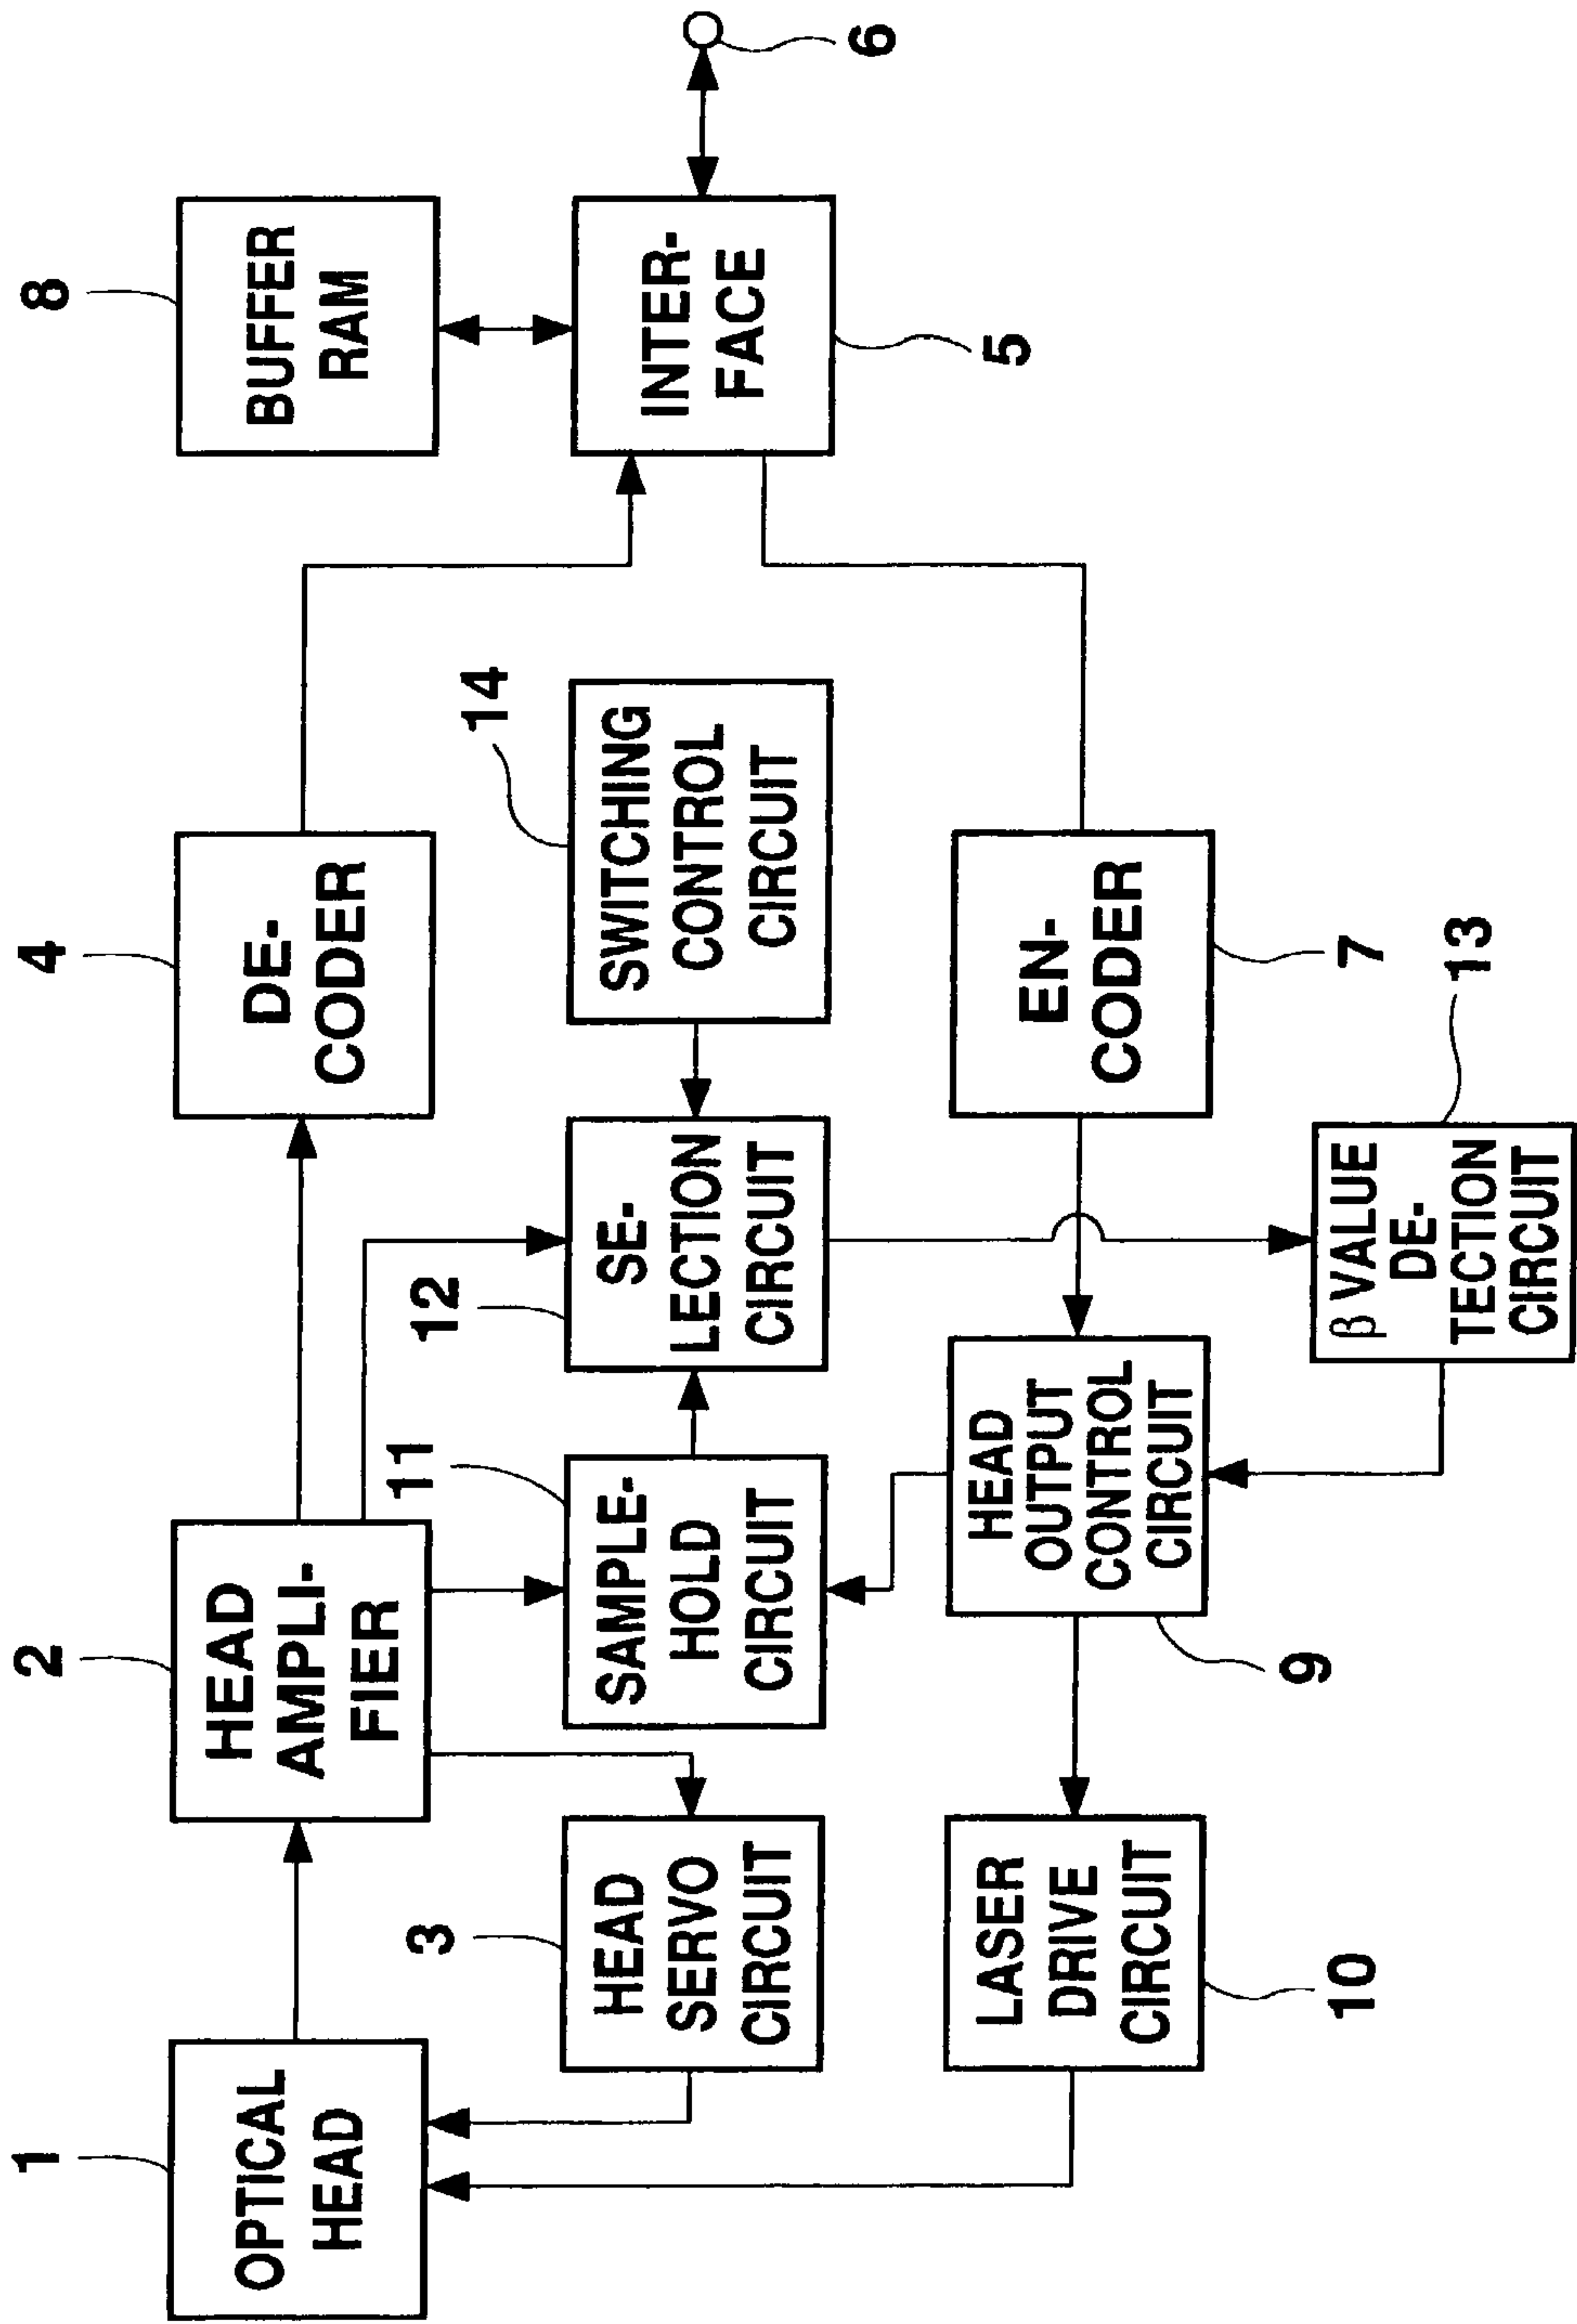 1
OPTICAL
HEAD
2
HEAD
AMPLI-
FIER
4
DE-
CODER
8
BUFFER
RAM
3
HEAD
SERVO
CIRCUIT
11
SAMPLE-
HOLD
CIRCUIT
12
SE-
LECTION
CIRCUIT
14
SWITCHING
CONTROL
CIRCUIT
INTER-
FACE
5
6
LASER
DRIVE
CIRCUIT
10
HEAD
OUTPUT
CONTROL
CIRCUIT
9
EN-
CODER
7
β VALUE
DE-
TECTION
CIRCUIT
13